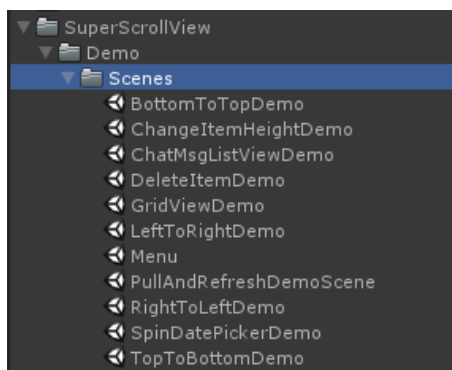 SuperScrollView
Demo
Scenes
BottomToTopDemo
ChangeItemHeightDemo
ChatMsgListViewDemo
DeleteItemDemo
GridViewDemo
LeftToRightDemo
Menu
PullAndRefreshDemoScene
RightToLeftDemo
SpinDatePickerDemo
TopToBottomDemo